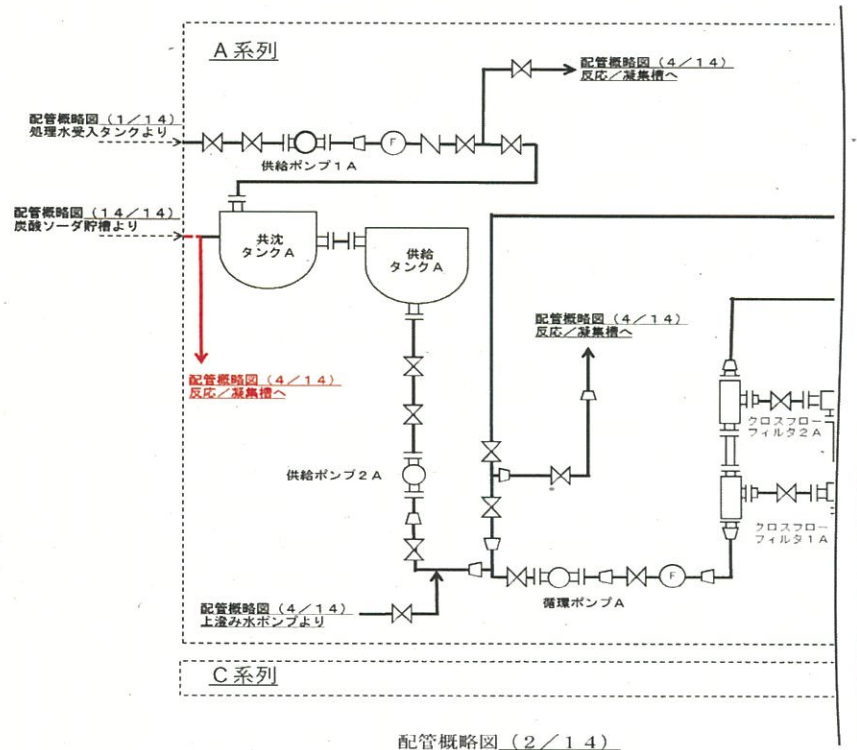 A系列
配管概略図（4／14）
反応／凝集槽へ
配管概略図（1／14）
処理水受入タンクより
F
供給ポンプ1A
配管概略図（14／14）
炭酸ソーダ貯槽より
共沈
タンクA
供給
タンクA
配管概略図（4／14）
反応／凝集槽へ
配管概略図（4／14）
反応／凝集槽へ
クロスフロー
フィルタ2A
供給ポンプ2A
クロスフロー
フィルタ1A
F
循環ポンプA
配管概略図（4／14）
上澄み水ポンプより
C系列
配管概略図（2／14）